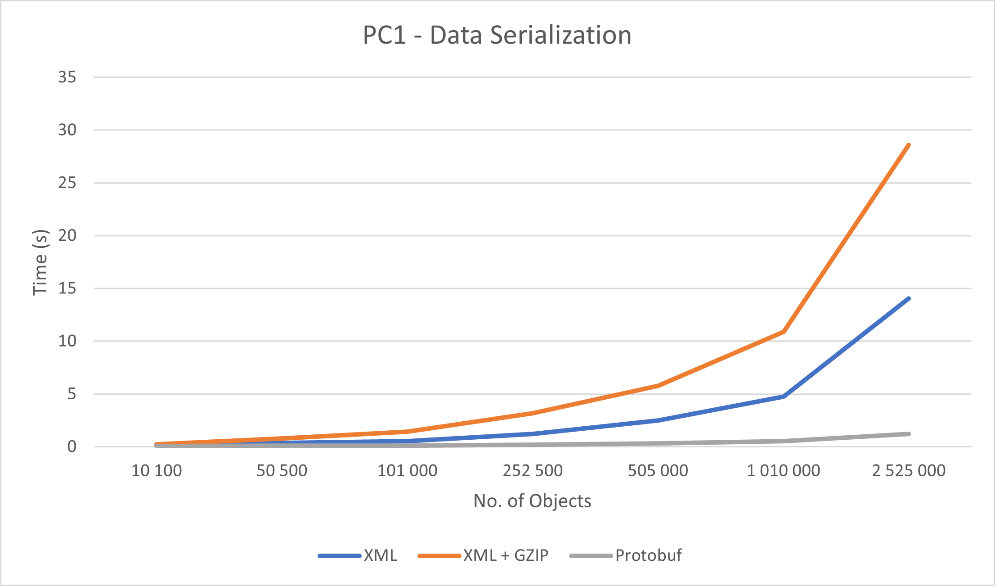 PC1 - Data Serialization
35
30
25
20
15
10
5
0
Time (s)
10 100 50 500 101 000 252 500 505 000 1 010 000 2 525 000
No. of Objects
XML XML + GZIP Protobuf